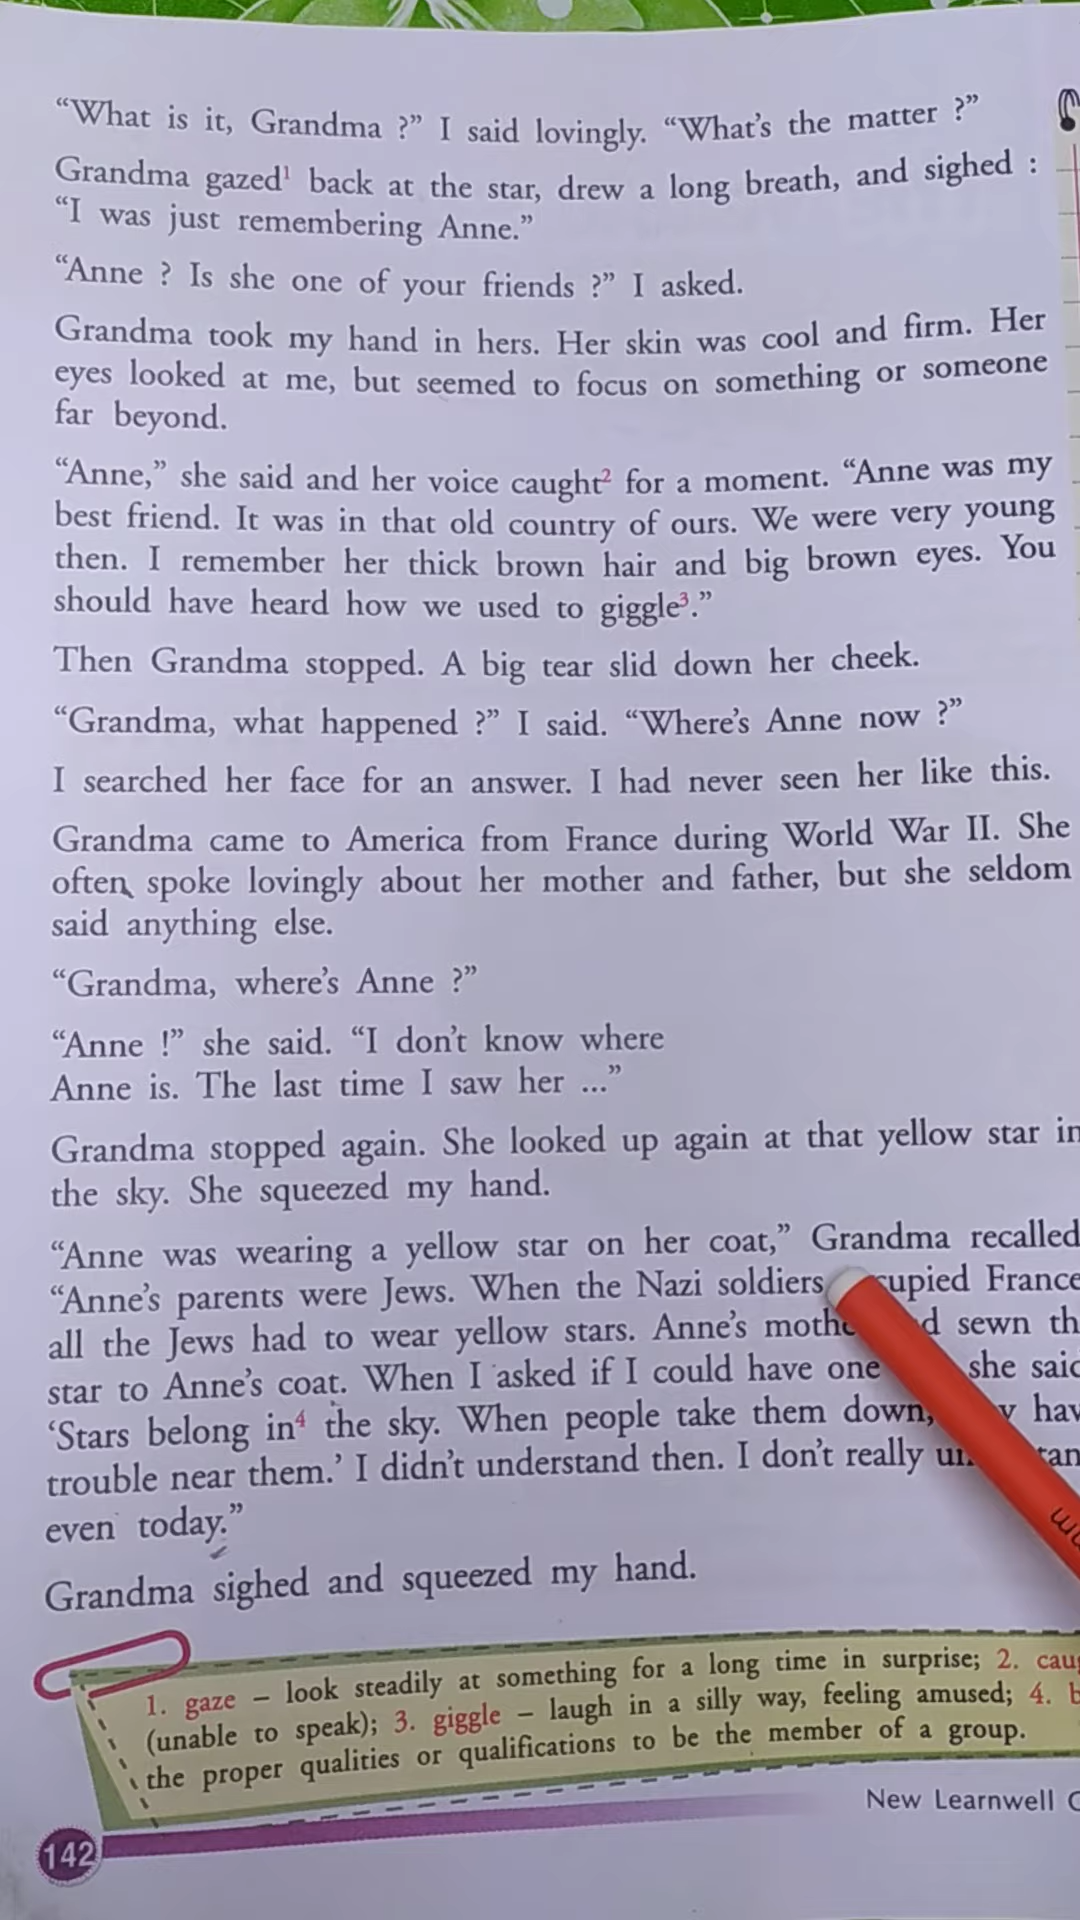 “What is it, Grandma ?” I said lovingly. “What’s the matter ?”
Grandma gazed¹ back at the star, drew a long breath, and sighed :
“I was just remembering Anne.”
“Anne ? Is she one of your friends ?” I asked.
Grandma took my hand in hers. Her skin was cool and firm. Her
eyes looked at me, but seemed to focus on something or someone
far beyond.
“Anne,” she said and her voice caught² for a moment. “Anne was my
best friend. It was in that old country of ours. We were very young
then. I remember her thick brown hair and big brown eyes. You
should have heard how we used to giggle³.”
Then Grandma stopped. A big tear slid down her cheek.
“Grandma, what happened ?” I said. “Where’s Anne now ?”
I searched her face for an answer. I had never seen her like this.
Grandma came to America from France during World War II. She
often spoke lovingly about her mother and father, but she seldom
said anything else.
“Grandma, where’s Anne ?”
“Anne !” she said. “I don’t know where
Anne is. The last time I saw her ...”
Grandma stopped again. She looked up again at that yellow star in
the sky. She squeezed my hand.
“Anne was wearing a yellow star on her coat,” Grandma recalled
“Anne’s parents were Jews. When the Nazi soldiers France
all the Jews had to wear yellow stars. Anne’s sewn
star to Anne’s coat. When I asked if I could have one she
‘Stars belong in⁴ the sky. When people take them down,
trouble near them.’ I didn’t understand then. I don’t really
even today.”
Grandma sighed and squeezed my hand.
1. gaze – look steadily at something for a long time in surprise; 2.
(unable to speak); 3. giggle – laugh in a silly way, feeling amused; 4.
the proper qualities or qualifications to be the member of a group.
New Learnwell
142